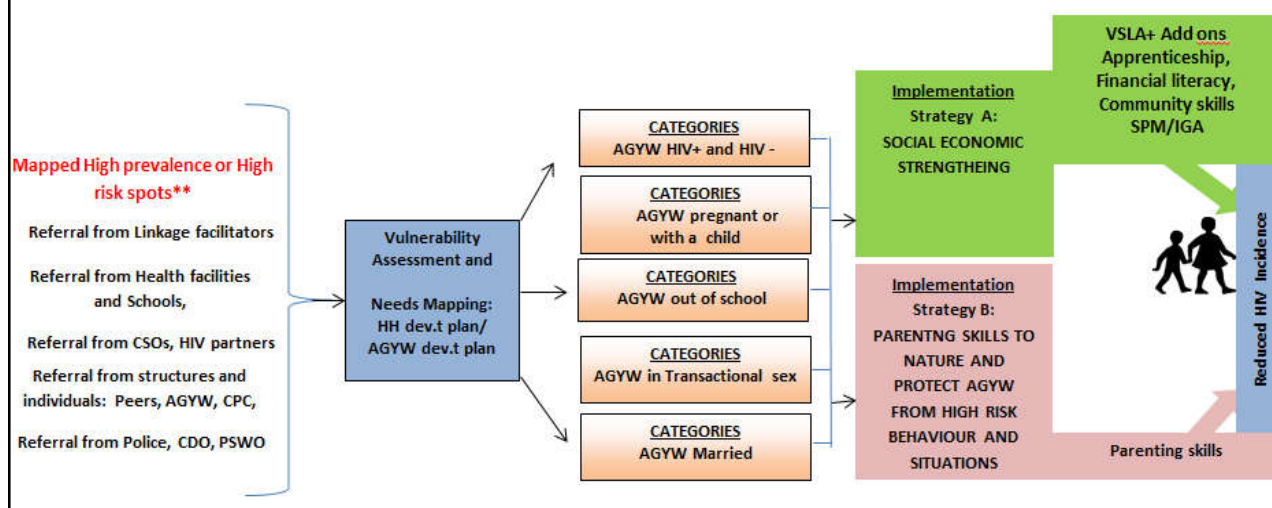 Mapped High prevalence or High
risk spots**
Referral from Linkage facilitators
Referral from Health facilities
and Schools,
Referral from CSOs, HIV partners
Referral from structures and
individuals: Peers, AGYW, CPC,
Referral from Police, CDO, PSWO
Vulnerability
Assessment and
Needs Mapping:
HH dev.t plan/
AGYW dev.t plan
CATEGORIES
AGYW HIV+ and HIV -
CATEGORIES
AGYW pregnant or
with a child
CATEGORIES
AGYW out of school
CATEGORIES
AGYW in Transactional sex
CATEGORIES
AGYW Married
Implementation
Strategy A:
SOCIAL ECONOMIC
STRENGTHEING
Implementation
Strategy B:
PARENTNG SKILLS TO
NATURE AND
PROTECT AGYW
FROM HIGH RISK
BEHAVIOUR AND
SITUATIONS
VSLA+ Add ons
Apprenticeship,
Financial literacy,
Community skills
SPM/IGA
Parenting skills
Reduced HIV Incidence